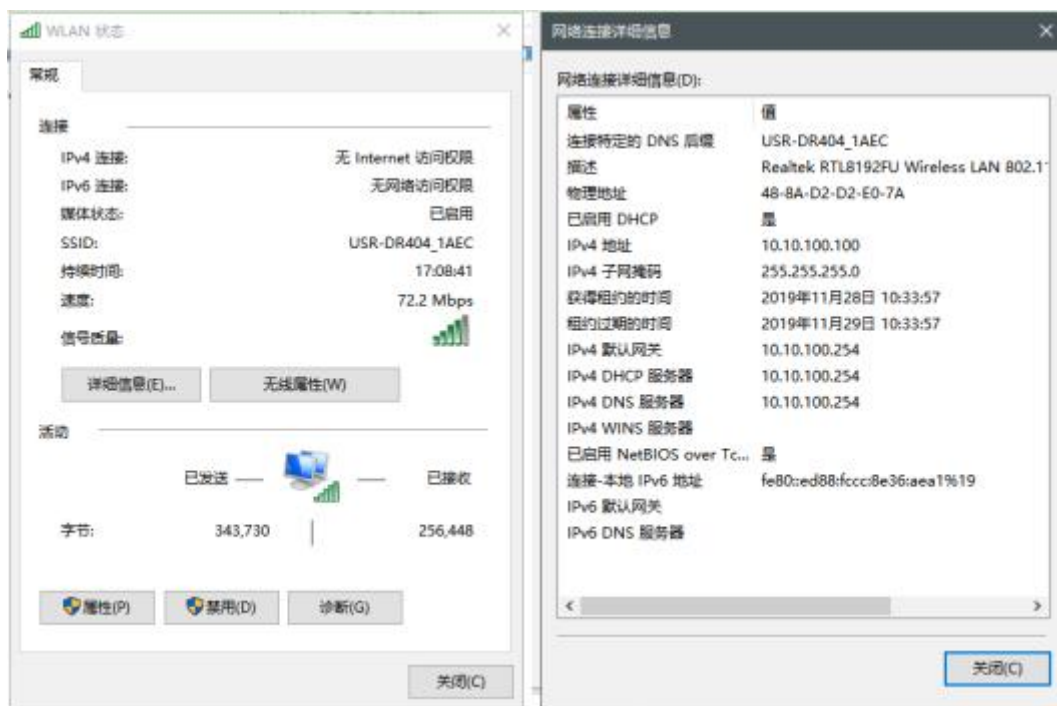 WLAN 状态
常规
连接
IPv4 连接: 无 Internet 访问权限
IPv6 连接: 无网络访问权限
媒体状态: 已启用
SSID: USR-DR404_1AEC
持续时间: 17:08:41
速度: 72.2 Mbps
信号质量:
详细信息(E)... 无线属性(W)
活动
已发送 已接收
字节: 343,730 256,448
属性(P) 禁用(D) 诊断(G)
关闭(C)
网络连接详细信息
网络连接详细信息(D):
属性 值
连接特定的 DNS 后缀 USR-DR404_1AEC
描述 Realtek RTL8192FU Wireless LAN 802.1
物理地址 48-8A-D2-D2-E0-7A
已启用 DHCP 是
IPv4 地址 10.10.100.100
IPv4 子网掩码 255.255.255.0
获得租约的时间 2019年11月28日 10:33:57
租约过期的时间 2019年11月29日 10:33:57
IPv4 默认网关 10.10.100.254
IPv4 DHCP 服务器 10.10.100.254
IPv4 DNS 服务器 10.10.100.254
IPv4 WINS 服务器
已启用 NetBIOS over Tc... 是
连接-本地 IPv6 地址 fe80::ed88:fccc:8e36:aea1%19
IPv6 默认网关
IPv6 DNS 服务器
关闭(C)